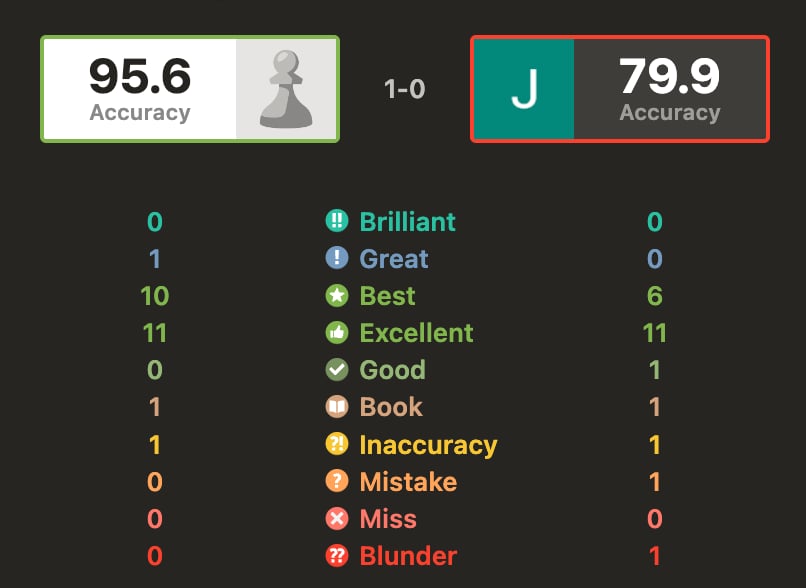 95.6
Accuracy
1-0
J
79.9
Accuracy
0 !! Brilliant 0
1 ! Great 0
10 Best 6
11 Excellent 11
0 Good 1
1 Book 1
1 ?! Inaccuracy 1
0 ? Mistake 1
0 Miss 0
0 ?? Blunder 1